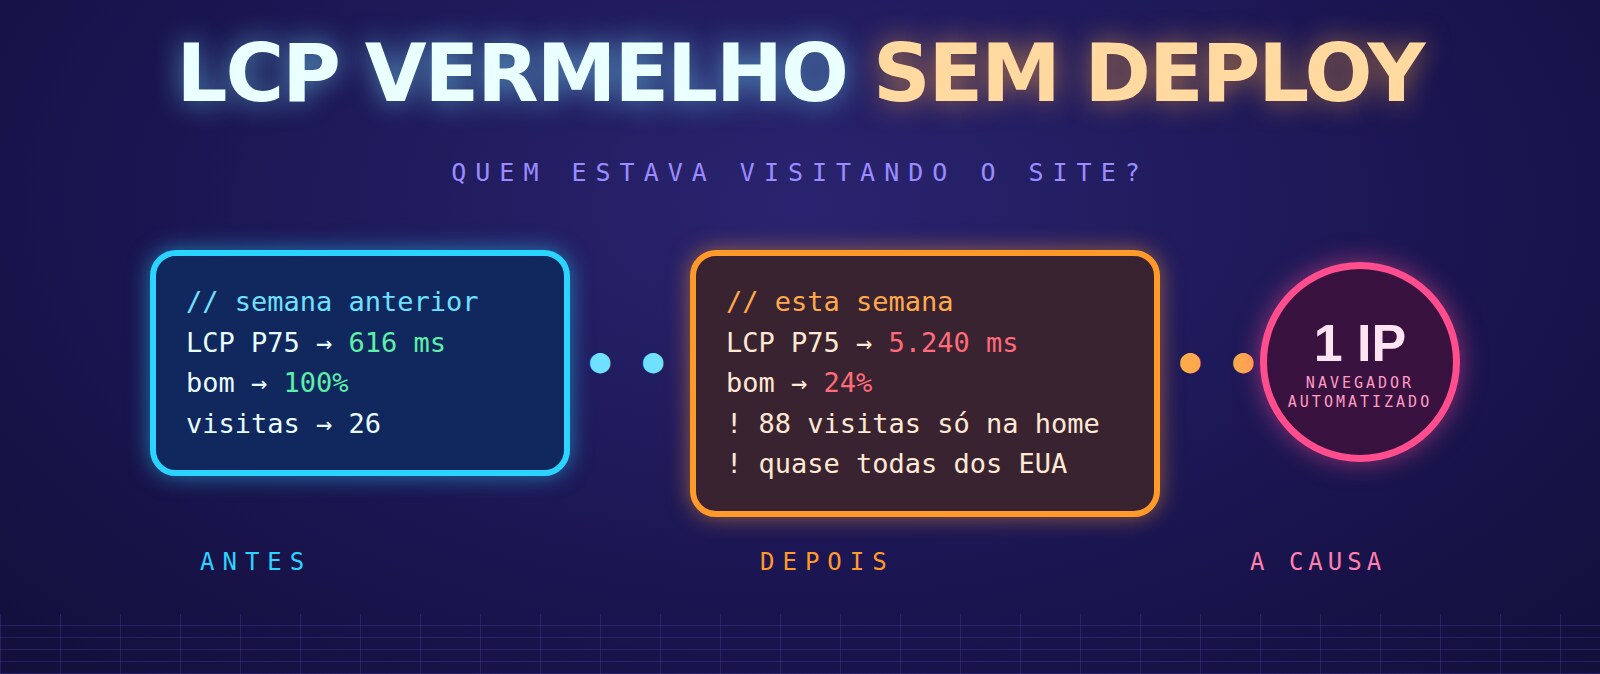 LCP VERMELHO SEM DEPLOY
QUEM ESTAVA VISITANDO O SITE?
// semana anterior
LCP P75 → 616 ms
bom → 100%
visitas → 26
// esta semana
LCP P75 → 5.240 ms
bom → 24%
! 88 visitas só na home
! quase todas dos EUA
1 IP
NAVEGADOR
AUTOMATIZADO
ANTES
DEPOIS
A CAUSA